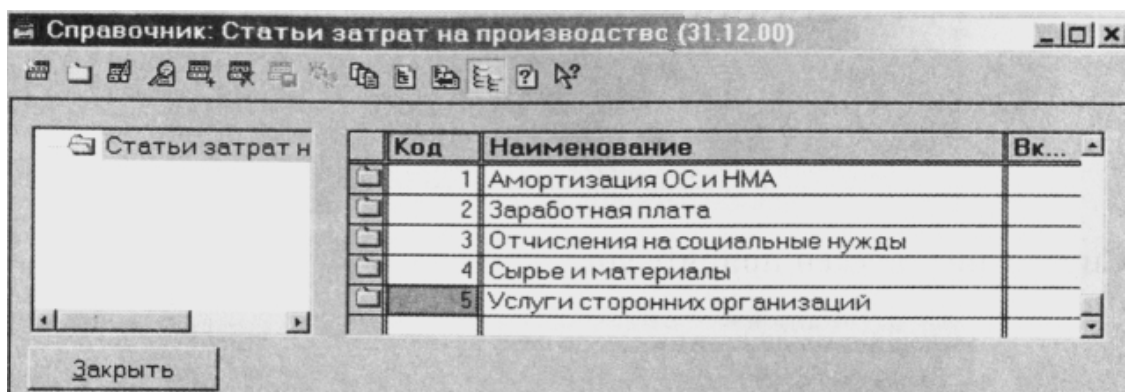 Справочник: Статьи затрат на производство (31.12.00)
Статьи затрат н
Код Наименование Вк...
1 Амортизация ОС и НМА
2 Заработная плата
3 Отчисления на социальные нужды
4 Сырье и материалы
5 Услуги сторонних организаций
Закрыть